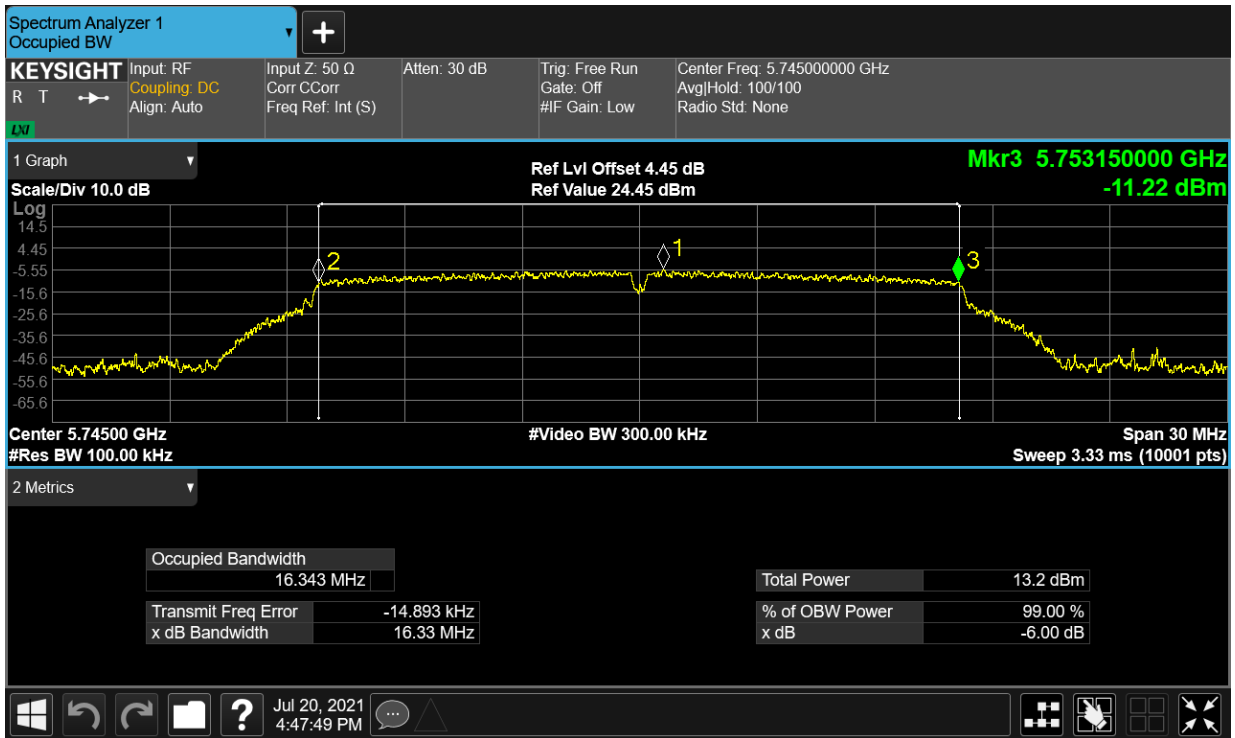 Spectrum Analyzer 1
Occupied BW
KEYSIGHT
R T
LXI
Input: RF
Coupling: DC
Align: Auto
Input Z: 50 Ω
Corr CCorr
Freq Ref: Int (S)
Atten: 30 dB
Trig: Free Run
Gate: Off
#IF Gain: Low
Center Freq: 5.745000000 GHz
Avg|Hold: 100/100
Radio Std: None
1 Graph
Scale/Div 10.0 dB
Ref Lvl Offset 4.45 dB
Ref Value 24.45 dBm
Mkr3 5.753150000 GHz
-11.22 dBm
Log
14.5
4.45
-5.55
-15.6
-25.6
-35.6
-45.6
-55.6
-65.6
2
1
3
Center 5.74500 GHz
#Video BW 300.00 kHz
Span 30 MHz
#Res BW 100.00 kHz
Sweep 3.33 ms (10001 pts)
2 Metrics
Occupied Bandwidth
16.343 MHz
Total Power 13.2 dBm
Transmit Freq Error -14.893 kHz
% of OBW Power 99.00 %
x dB Bandwidth 16.33 MHz
x dB -6.00 dB
?
Jul 20, 2021
4:47:49 PM